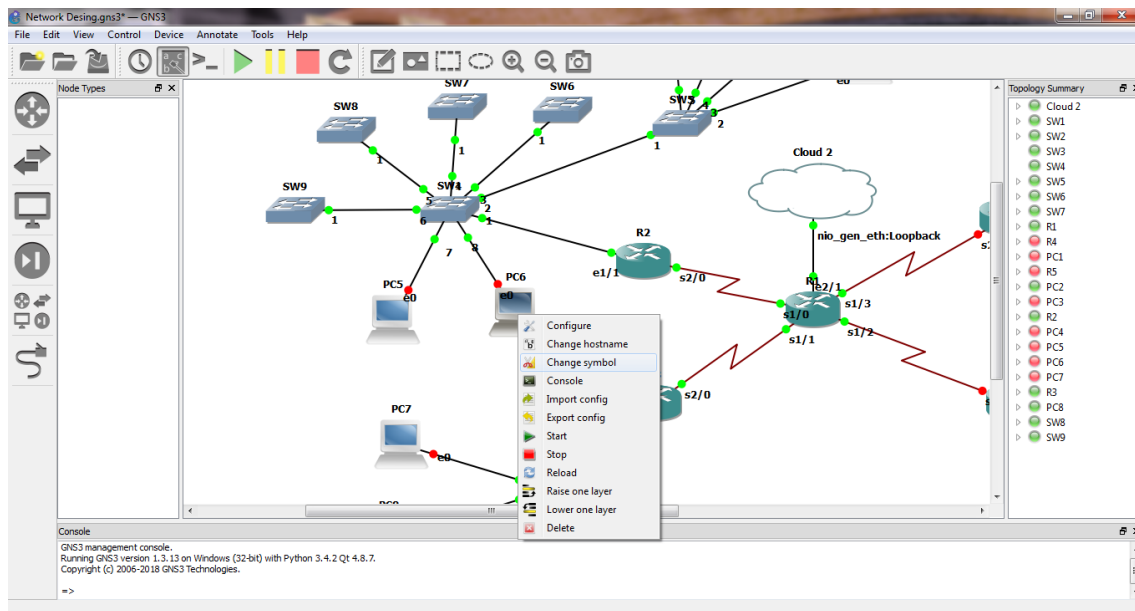 Network Desing.gns3* — GNS3
File Edit View Control Device Annotate Tools Help
Node Types
Topology Summary
Cloud 2
SW1
SW2
SW3
SW4
SW5
SW6
SW7
R1
R4
PC1
R5
PC2
PC3
R2
PC4
PC5
PC6
PC7
R3
PC8
SW8
SW9
SW7
SW6
SW8
SW5
4
3
2
e0
1
1
1
1
Cloud 2
SW9
5
3
2
6
1
1
7
8
R2
nio_gen_eth:Loopback
e1/1
s2/0
R1
e2/1
s1/0
s1/3
s1/1
s1/2
PC5
e0
PC6
e0
s2/0
PC7
e0
Configure
Change hostname
Change symbol
Console
Import config
Export config
Start
Stop
Reload
Raise one layer
Lower one layer
Delete
Console
GNS3 management console.
Running GNS3 version 1.3.13 on Windows (32-bit) with Python 3.4.2 Qt 4.8.7.
Copyright (c) 2006-2018 GNS3 Technologies.
=>